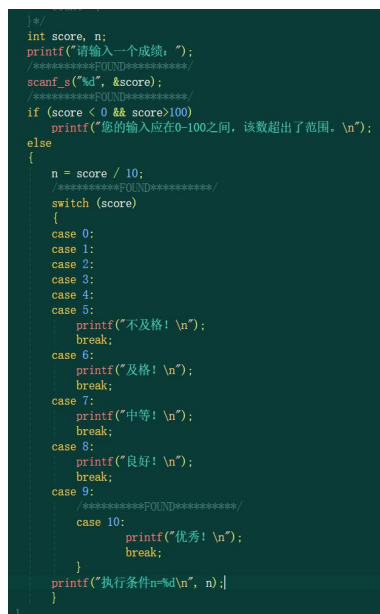 }*/
int score, n;
printf("请输入一个成绩: ");
/**********FOUND**********/
scanf_s("%d", &score);
/**********FOUND**********/
if (score < 0 && score>100)
printf("您的输入应在0-100之间，该数超出了范围。\n");
else
{
n = score / 10;
/**********FOUND**********/
switch (score)
{
case 0:
case 1:
case 2:
case 3:
case 4:
case 5:
printf("不及格! \n");
break;
case 6:
printf("及格! \n");
break;
case 7:
printf("中等! \n");
break;
case 8:
printf("良好! \n");
break;
case 9:
/**********FOUND**********/
case 10:
printf("优秀! \n");
break;
}
printf("执行条件n=%d\n", n);
}